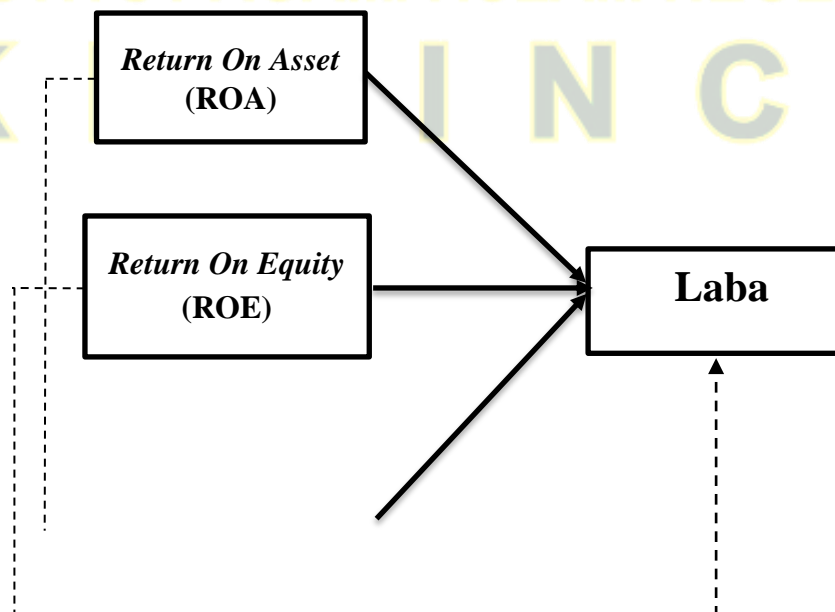 Return On Asset
(ROA)
Return On Equity
(ROE)
Laba